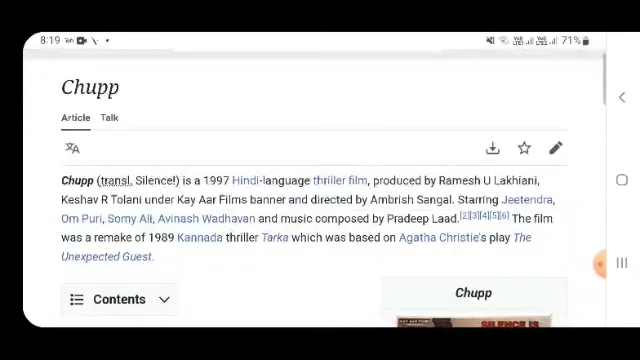 8:19
71%
Chupp
Article Talk
Chupp (transl. Silence!) is a 1997 Hindi-language thriller film, produced by Ramesh U Lakhiani,
Keshav R Tolani under Kay Aar Films banner and directed by Ambrish Sangal. Starring Jeetendra,
Om Puri, Somy Ali, Avinash Wadhavan and music composed by Pradeep Laad.[2][3][4][5][6] The film
was a remake of 1989 Kannada thriller Tarka which was based on Agatha Christie's play The
Unexpected Guest.
Contents
Chupp
SILENCE IS